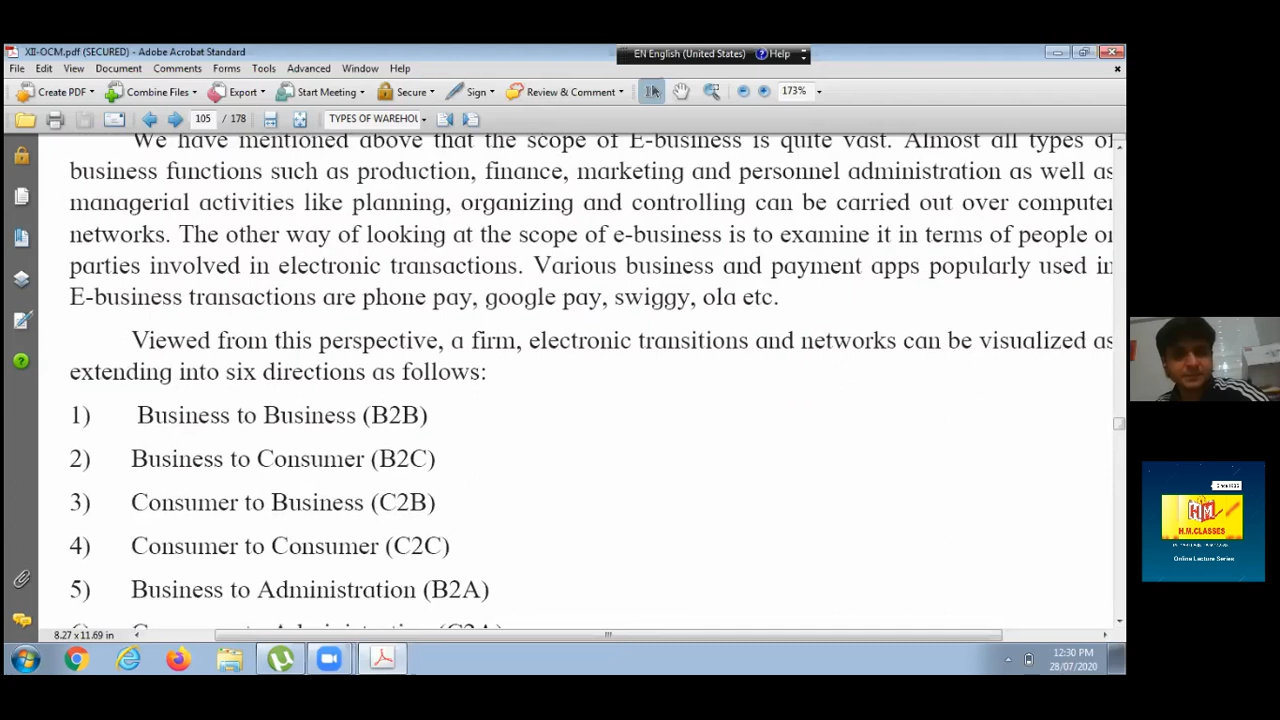 XII-OCM.pdf (SECURED) - Adobe Acrobat Standard
EN English (United States) Help
File Edit View Document Comments Forms Tools Advanced Window Help
Create PDF Combine Files Export Start Meeting Secure Sign Review & Comment 173%
105 / 178 TYPES OF WAREHOU
We have mentioned above that the scope of E-business is quite vast. Almost all types of
business functions such as production, finance, marketing and personnel administration as well as
managerial activities like planning, organizing and controlling can be carried out over computer
networks. The other way of looking at the scope of e-business is to examine it in terms of people or
parties involved in electronic transactions. Various business and payment apps popularly used in
E-business transactions are phone pay, google pay, swiggy, ola etc.
Viewed from this perspective, a firm, electronic transitions and networks can be visualized as
extending into six directions as follows:
1) Business to Business (B2B)
2) Business to Consumer (B2C)
3) Consumer to Business (C2B)
4) Consumer to Consumer (C2C)
5) Business to Administration (B2A)
6) Consumer to Administration (C2A)
8.27 x 11.69 in
12:30 PM
28/07/2020
HM
H.M.CLASSES
Online Lecture Series